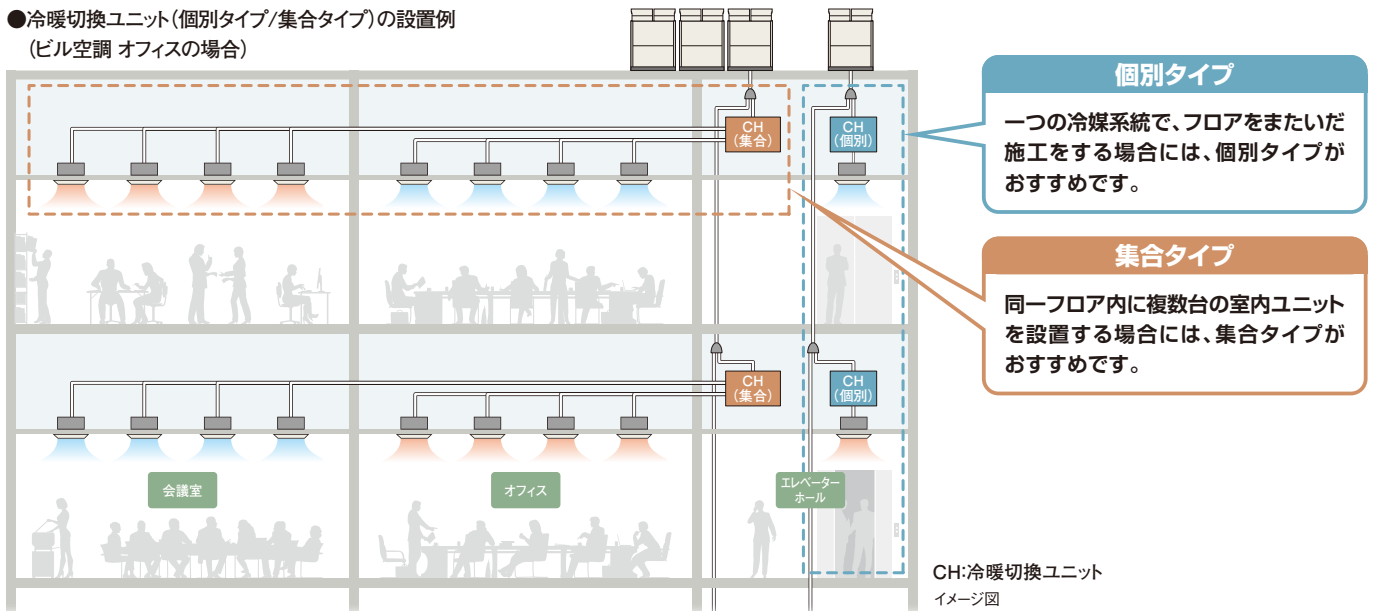 ●冷暖切換ユニット(個別タイプ/集合タイプ)の設置例
(ビル空調 オフィスの場合)
個別タイプ
一つの冷媒系統で、フロアをまたいだ
施工をする場合には、個別タイプが
おすすめです。
CH
(集合)
CH
(個別)
集合タイプ
同一フロア内に複数台の室内ユニット
を設置する場合には、集合タイプが
おすすめです。
CH
(集合)
CH
(個別)
会議室
オフィス
エレベーター
ホール
CH:冷暖切換ユニット
イメージ図